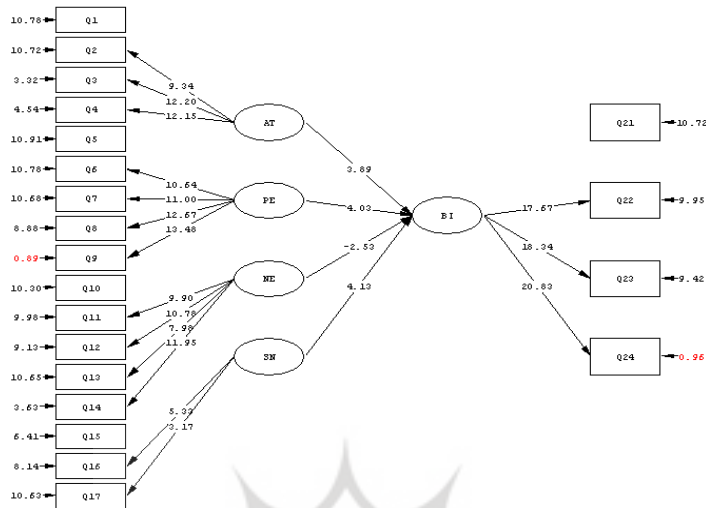 10.78 Q1
10.72 Q2
3.32 Q3
4.54 Q4
10.91 Q5
10.78 Q6
10.68 Q7
8.88 Q8
0.89 Q9
10.30 Q10
9.98 Q11
9.13 Q12
10.65 Q13
3.63 Q14
6.41 Q15
8.14 Q16
10.63 Q17
9.34
12.20
12.15
10.64
11.00
12.67
13.48
9.90
10.78
7.98
11.95
5.33
3.17
AT
PE
NE
SN
3.89
4.03
-2.53
4.13
BI
17.67
18.34
20.83
Q21 10.72
Q22 9.95
Q23 9.42
Q24 0.96